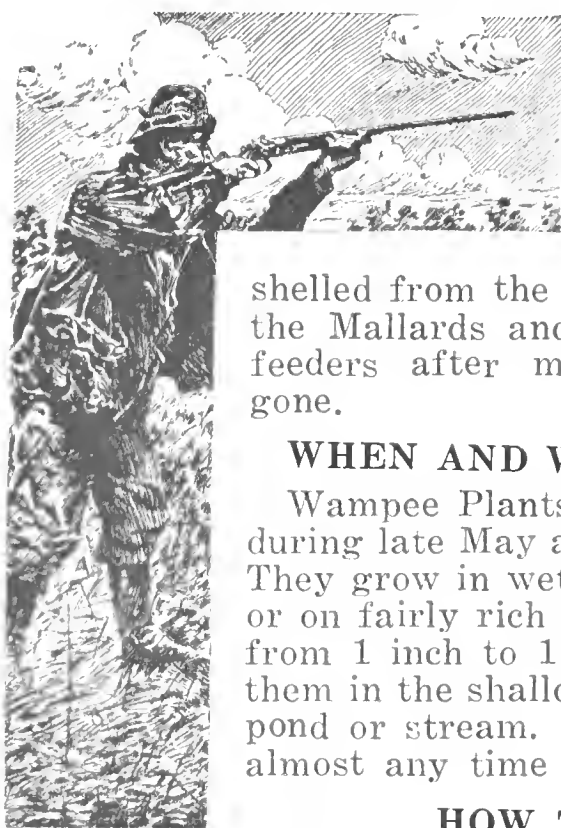 shelled from the
the Mallards and
feeders after m
gone.
WHEN AND W
Wampee Plants
during late May a
They grow in wet
or on fairly rich
from 1 inch to 1
them in the shallo
pond or stream.
almost any time
HOW T